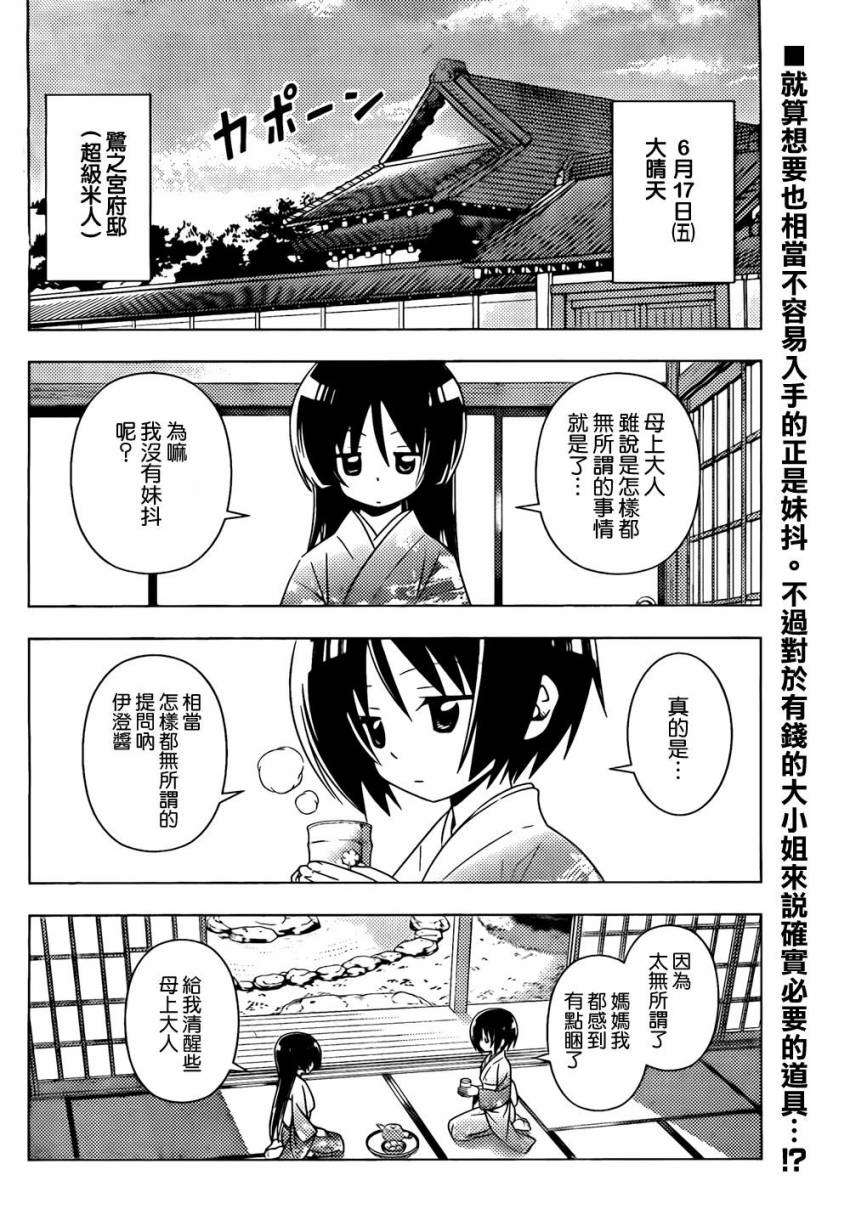 ■就算想要也相當不容易入手的正是妹抖。不過對於有錢的大小姐來説確實必要的道具…!?
6月17日(五)
大晴天
カポーン
鷺之宮府邸
（超級米人）
母上大人
雖說是怎樣都
無所謂的事情
就是了…
為嘛
我沒有妹抖
呢?
真的是…
相當
怎樣都無所謂的
提問吶
伊澄醬
因為
太無所謂了
媽媽我
都感到
有點睏了
給我清醒些
母上大人